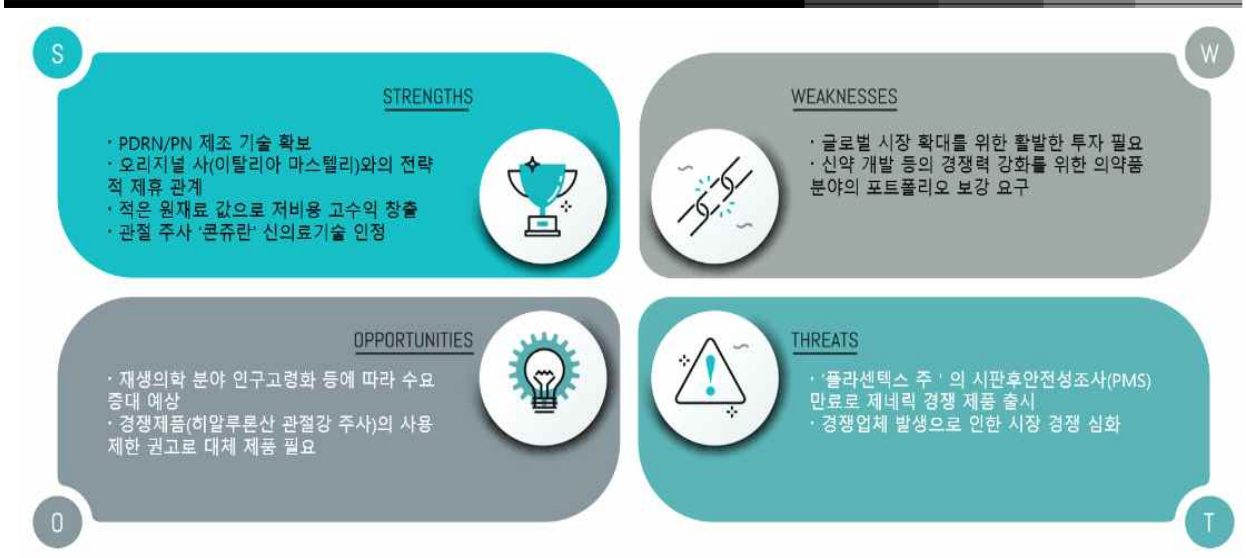 S
STRENGTHS
· PDRN/PN 제조 기술 확보
· 오리지널 사(이탈리아 마스텔리)와의 전략
적 제휴 관계
· 적은 원재료 값으로 저비용 고수익 창출
· 관절 주사 '콘쥬란' 신의료기술 인정
W
WEAKNESSES
· 글로벌 시장 확대를 위한 활발한 투자 필요
· 신약 개발 등의 경쟁력 강화를 위한 의약품
분야의 포트폴리오 보강 요구
OPPORTUNITIES
· 재생의학 분야 인구고령화 등에 따라 수요
증대 예상
· 경쟁제품(히알루론산 관절강 주사)의 사용
제한 권고로 대체 제품 필요
O
THREATS
· '플라센텍스 주 ' 의 시판후안전성조사(PMS)
만료로 제네릭 경쟁 제품 출시
· 경쟁업체 발생으로 인한 시장 경쟁 심화
T